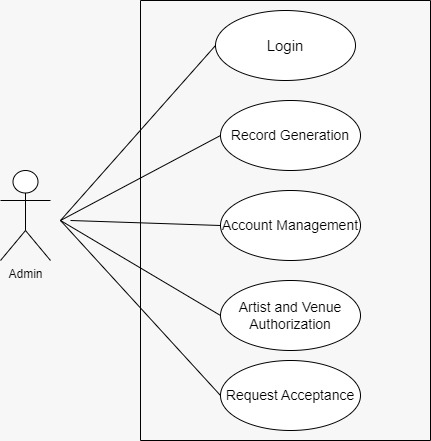 Login
Record Generation
Account Management
Admin
Artist and Venue
Authorization
Request Acceptance